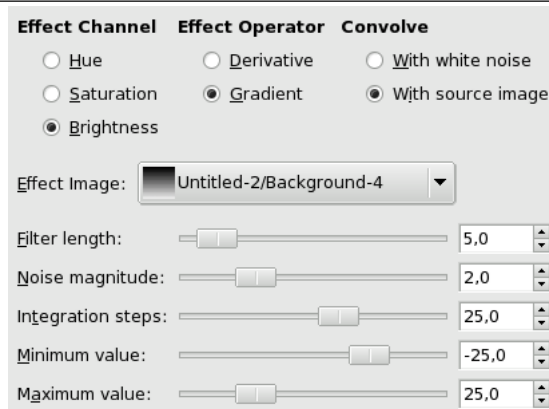 Effect Channel Effect Operator Convolve
Hue Derivative With white noise
Saturation Gradient With source image
Brightness
Effect Image: Untitled-2/Background-4
Filter length: 5,0
Noise magnitude: 2,0
Integration steps: 25,0
Minimum value: -25,0
Maximum value: 25,0